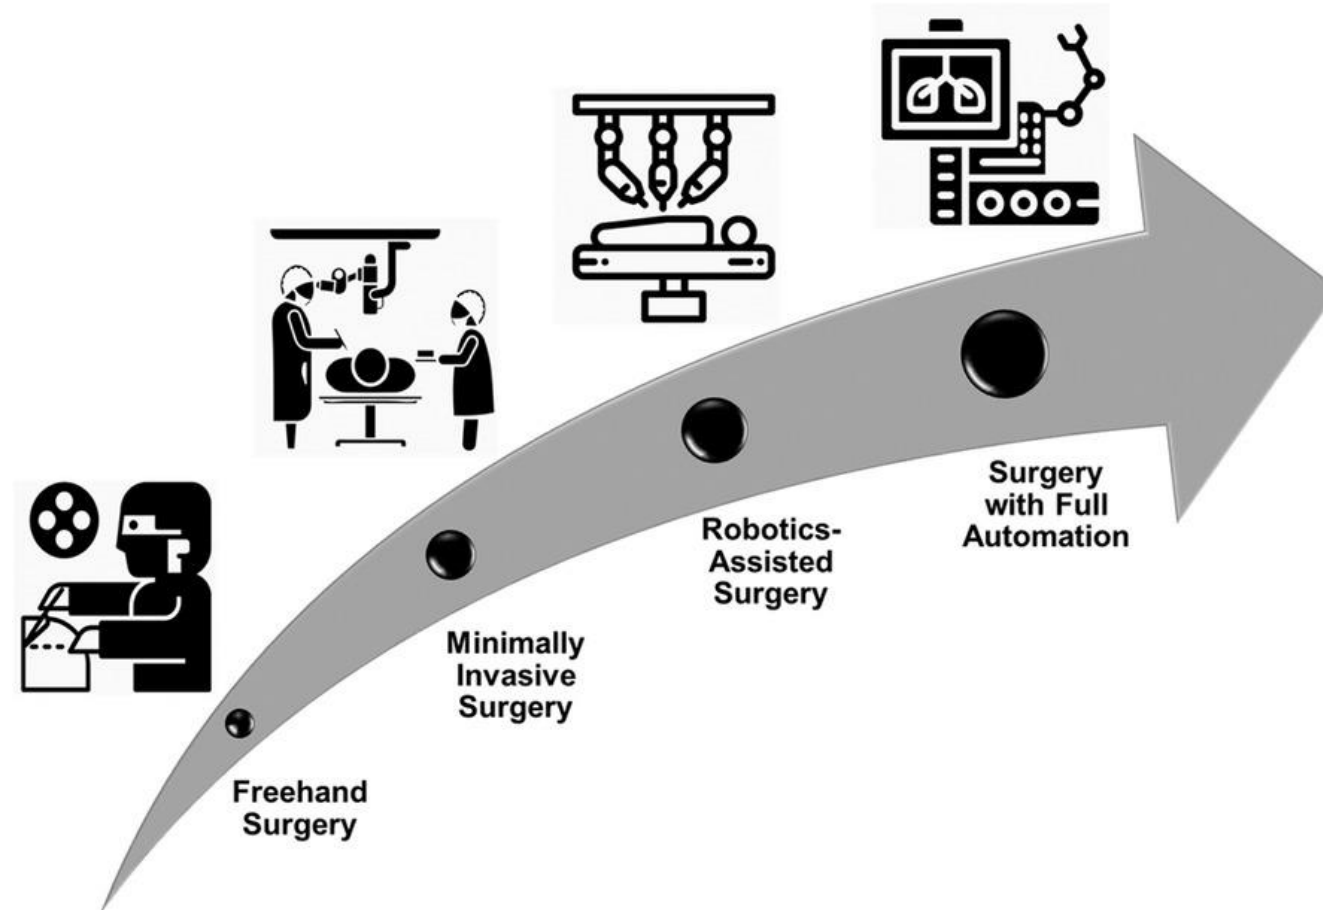 Freehand
Surgery
Minimally
Invasive
Surgery
Robotics-
Assisted
Surgery
Surgery
with Full
Automation